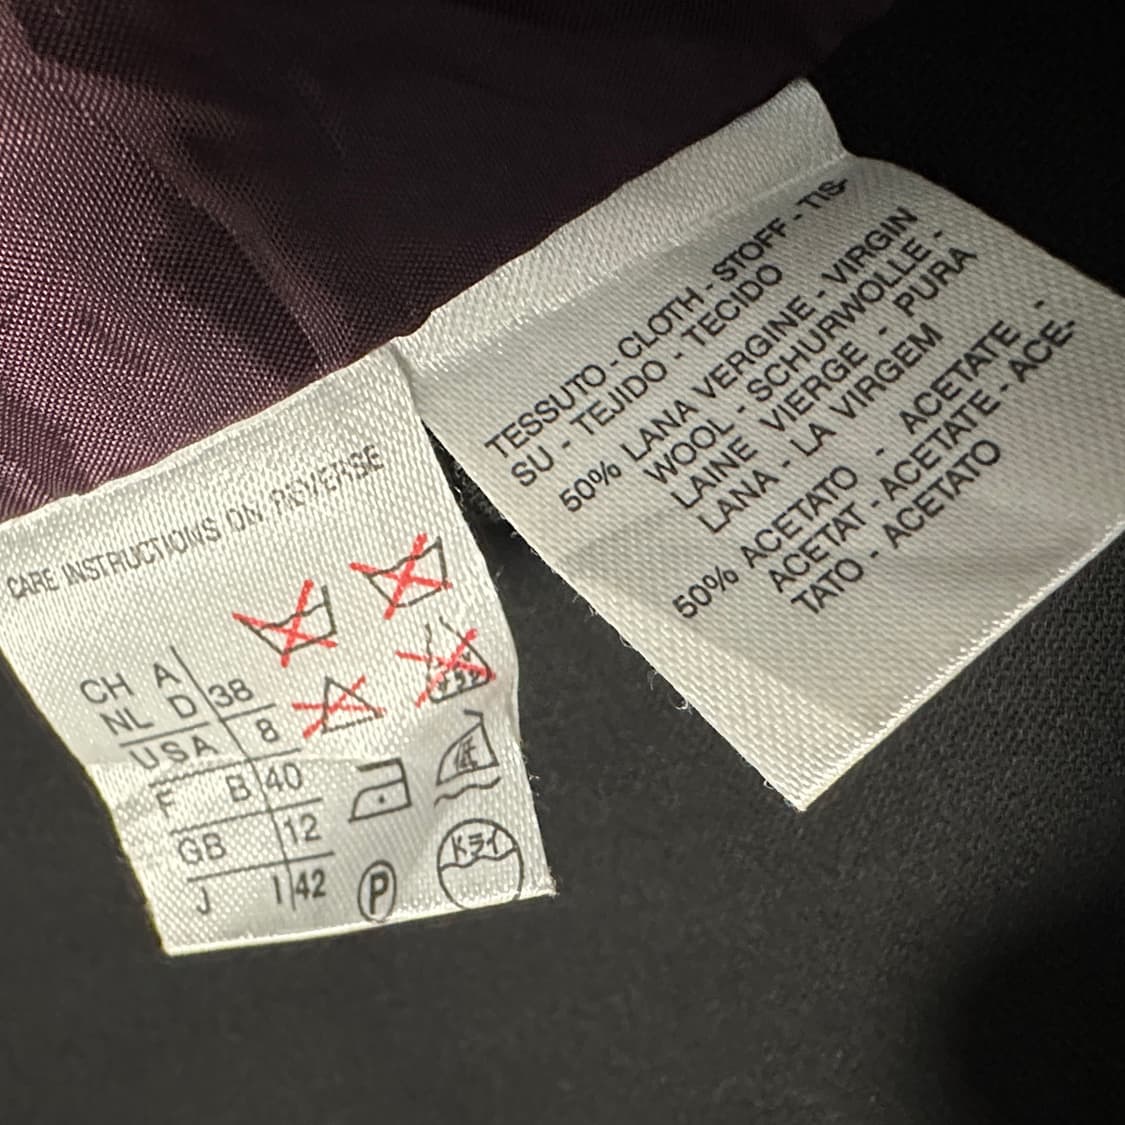 CARE INSTRUCTIONS ON REVERSE
CH A
NL D 38
USA 8
F B 40
GB 12
J I 42
P
ドライ
TESSUTO - CLOTH - STOFF - TIS-
SU - TEJIDO - TECIDO
50% LANA VERGINE - VIRGIN
WOOL - SCHURWOLLE -
LAINE VIERGE - PURA
LANA - LA VIRGEM
50% ACETATO - ACETATE -
ACETAT - ACETATE - ACE-
TATO - ACETATO